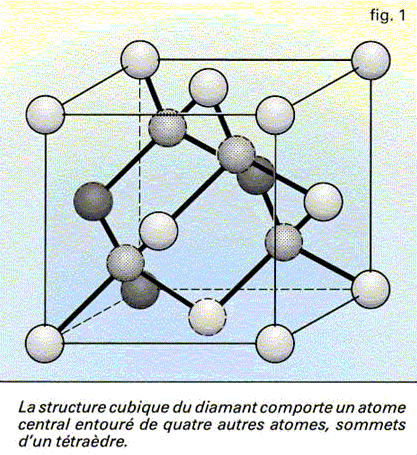 fig. 1
La structure cubique du diamant comporte un atome
central entouré de quatre autres atomes, sommets
d'un tétraèdre.